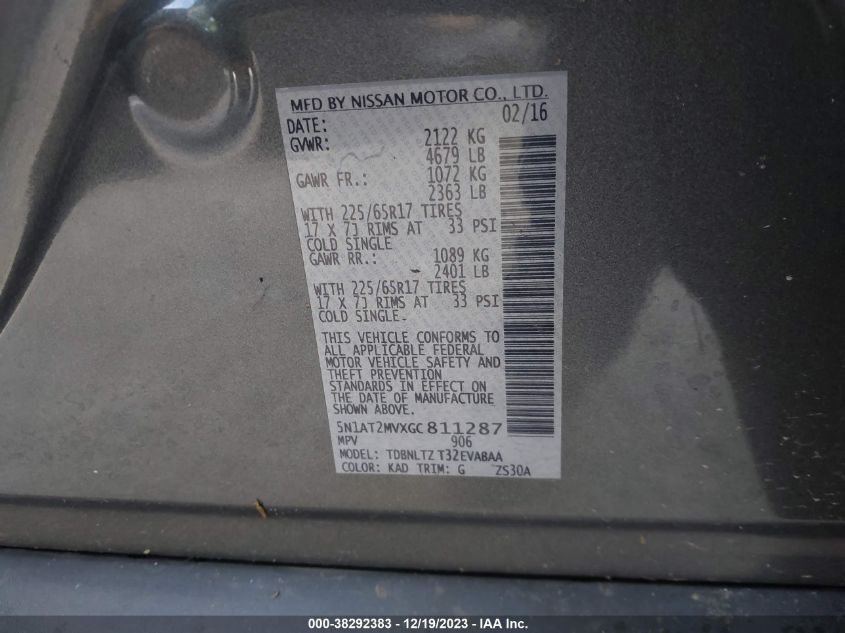 MFD BY NISSAN MOTOR CO., LTD.
DATE: 02/16
GVWR: 2122 KG
4679 LB
GAWR FR.: 1072 KG
2363 LB
WITH 225/65R17 TIRES
17 X 7J RIMS AT 33 PSI
COLD SINGLE
GAWR RR.: 1089 KG
2401 LB
WITH 225/65R17 TIRES
17 X 7J RIMS AT 33 PSI
COLD SINGLE.
THIS VEHICLE CONFORMS TO
ALL APPLICABLE FEDERAL
MOTOR VEHICLE SAFETY AND
THEFT PREVENTION
STANDARDS IN EFFECT ON
THE DATE OF MANUFACTURE
SHOWN ABOVE.
5N1AT2MVXGC811287
MPV 906
MODEL: TDBNLTZ T32EVABAA
COLOR: KAD TRIM: G ZS30A
000-38292383 - 12/19/2023 - IAA Inc.